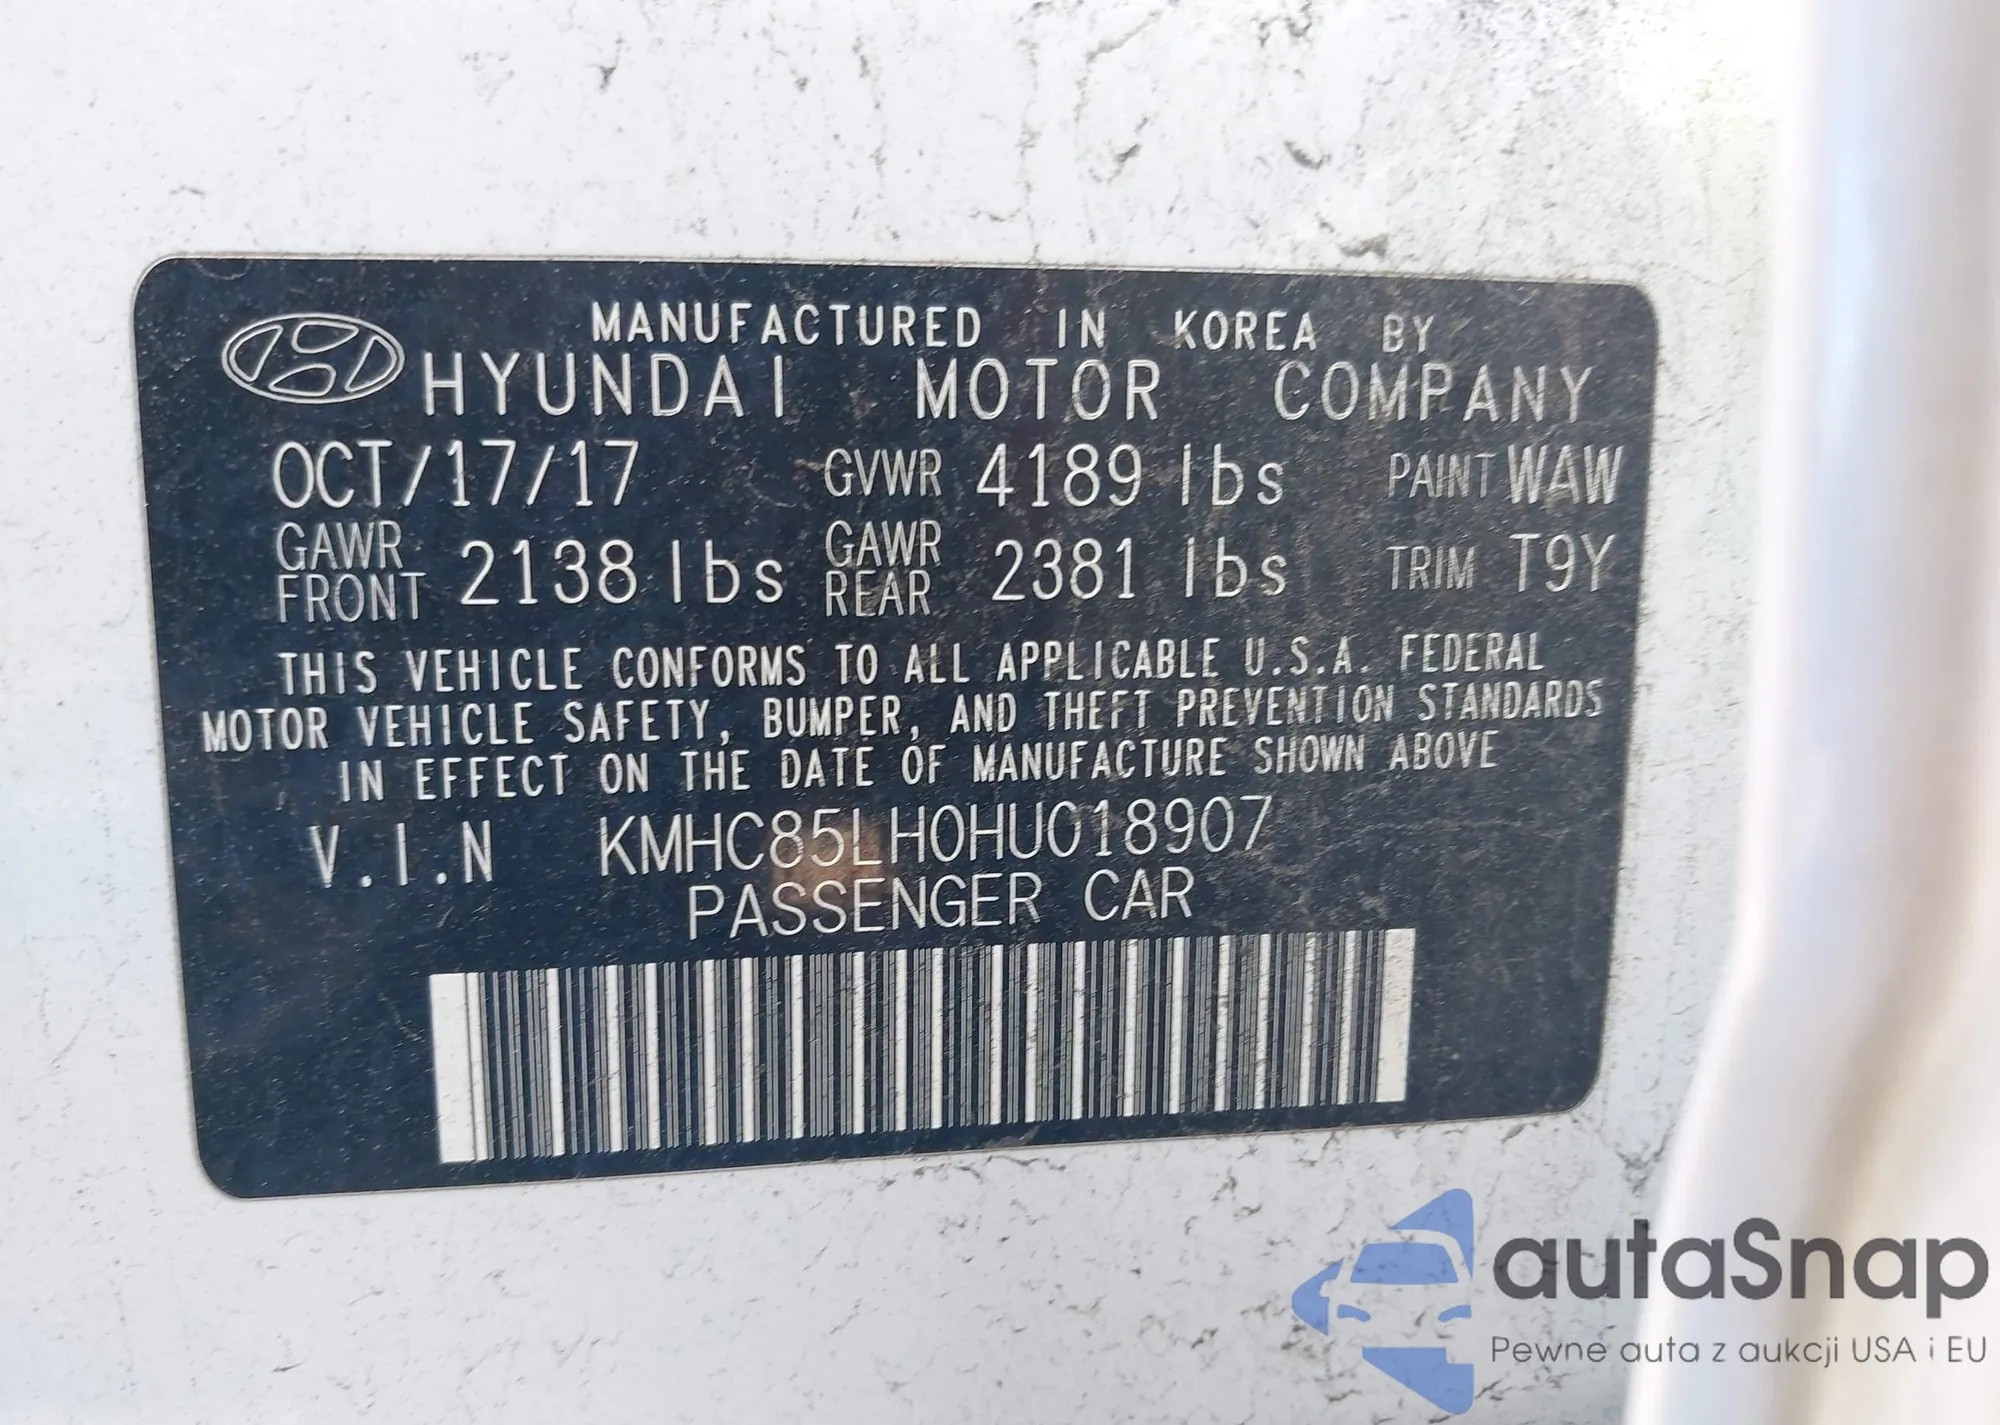 MANUFACTURED IN KOREA BY
HYUNDAI MOTOR COMPANY
OCT/17/17 GVWR 4189 lbs PAINT WAW
GAWR FRONT 2138 lbs GAWR REAR 2381 lbs TRIM T9Y
THIS VEHICLE CONFORMS TO ALL APPLICABLE U.S.A. FEDERAL
MOTOR VEHICLE SAFETY, BUMPER, AND THEFT PREVENTION STANDARDS
IN EFFECT ON THE DATE OF MANUFACTURE SHOWN ABOVE
V.I.N KMHC85LH0HU018907
PASSENGER CAR
autaSnap
Pewne auta z aukcji USA i EU